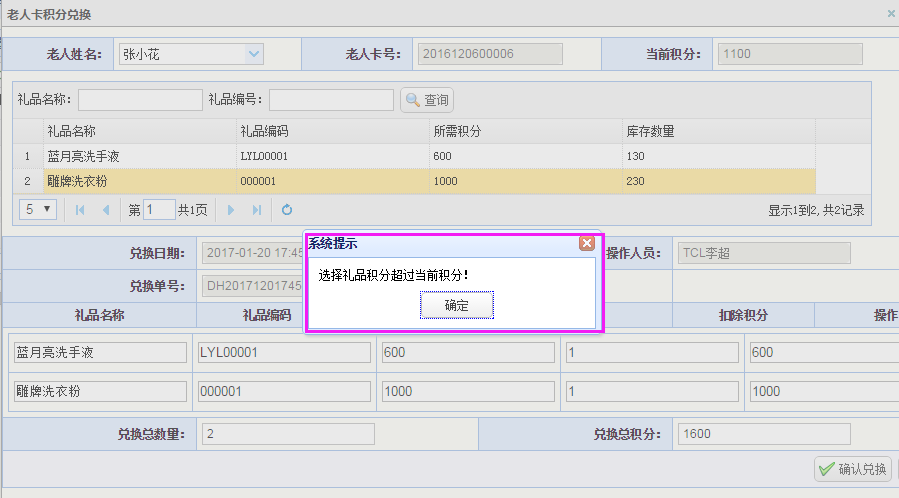 老人卡积分兑换
老人姓名： 张小花 老人卡号： 2016120600006 当前积分： 1100
礼品名称： 礼品编号： 查询
礼品名称 礼品编码 所需积分 库存数量
1 蓝月亮洗手液 LYL00001 600 130
2 雕牌洗衣粉 000001 1000 230
5 第 1 共1页 显示1到2,共2记录
兑换日期： 2017-01-20 17:45 操作人员： TCL李超
系统提示
选择礼品积分超过当前积分！
确定
兑换单号： DH20171201745
礼品名称 礼品编码 扣除积分 操作
蓝月亮洗手液 LYL00001 600 1 600
雕牌洗衣粉 000001 1000 1 1000
兑换总数量： 2 兑换总积分： 1600
确认兑换